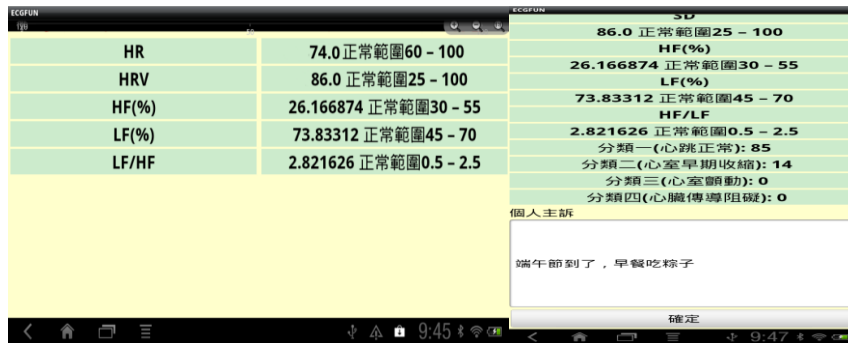 ECGFUN
HR 74.0正常範圍60 – 100
HRV 86.0 正常範圍25 – 100
HF(%) 26.166874 正常範圍30 – 55
LF(%) 73.83312 正常範圍45 – 70
LF/HF 2.821626 正常範圍0.5 – 2.5
9:45
ECGFUN
SD
86.0 正常範圍25 – 100
HF(%)
26.166874 正常範圍30 – 55
LF(%)
73.83312 正常範圍45 – 70
HF/LF
2.821626 正常範圍0.5 – 2.5
分類一(心跳正常): 85
分類二(心室早期收縮): 14
分類三(心室顫動): 0
分類四(心臟傳導阻礙): 0
個人主訴
端午節到了，早餐吃粽子
確定
9:47